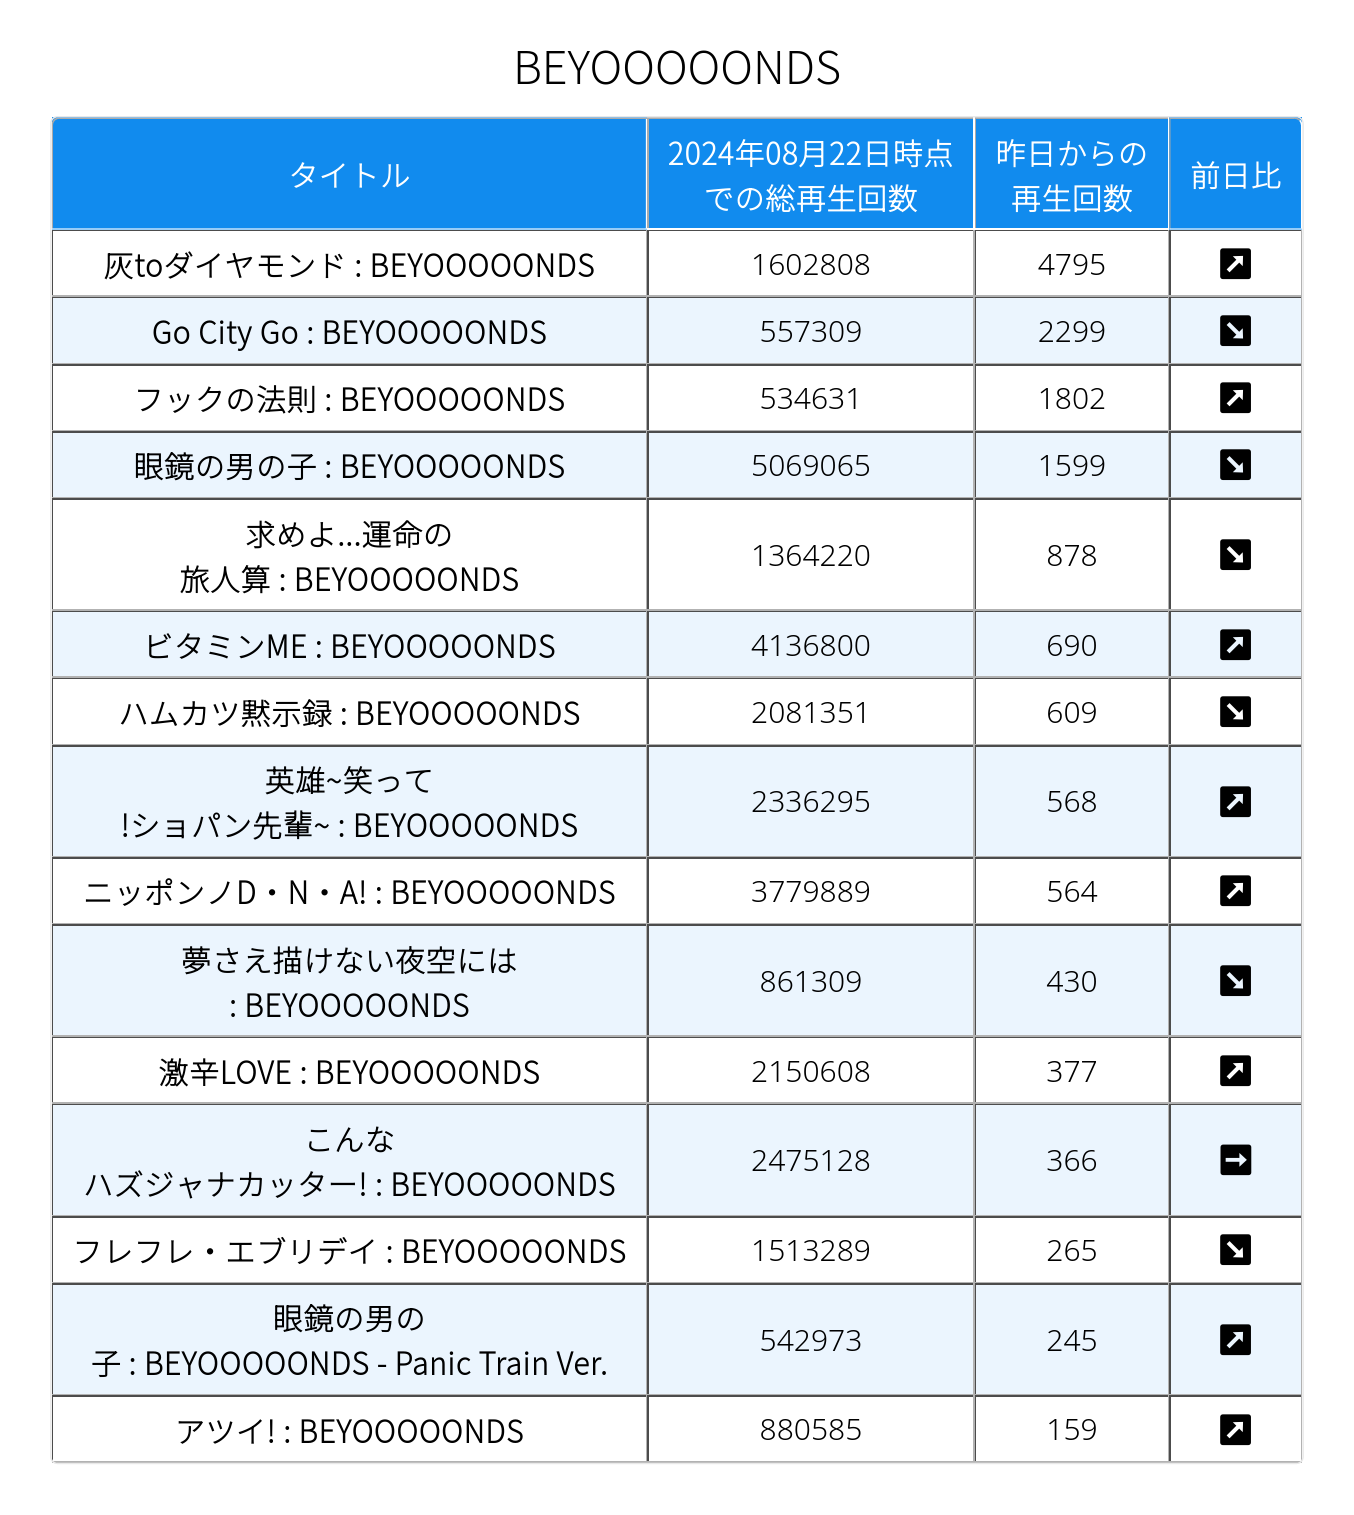 BEYOOOOONDS
タイトル
2024年08月22日時点
での総再生回数
昨日からの
再生回数
前日比
灰toダイヤモンド : BEYOOOOONDS 1602808 4795
Go City Go : BEYOOOOONDS 557309 2299
フックの法則 : BEYOOOOONDS 534631 1802
眼鏡の男の子 : BEYOOOOONDS 5069065 1599
求めよ...運命の
旅人算 : BEYOOOOONDS 1364220 878
ビタミンME : BEYOOOOONDS 4136800 690
ハムカツ黙示録 : BEYOOOOONDS 2081351 609
英雄~笑って
!ショパン先輩~ : BEYOOOOONDS 2336295 568
ニッポンノD・N・A! : BEYOOOOONDS 3779889 564
夢さえ描けない夜空には
: BEYOOOOONDS 861309 430
激辛LOVE : BEYOOOOONDS 2150608 377
こんな
ハズジャナカッター! : BEYOOOOONDS 2475128 366
フレフレ・エブリデイ : BEYOOOOONDS 1513289 265
眼鏡の男の
子 : BEYOOOOONDS - Panic Train Ver. 542973 245
アツイ! : BEYOOOOONDS 880585 159